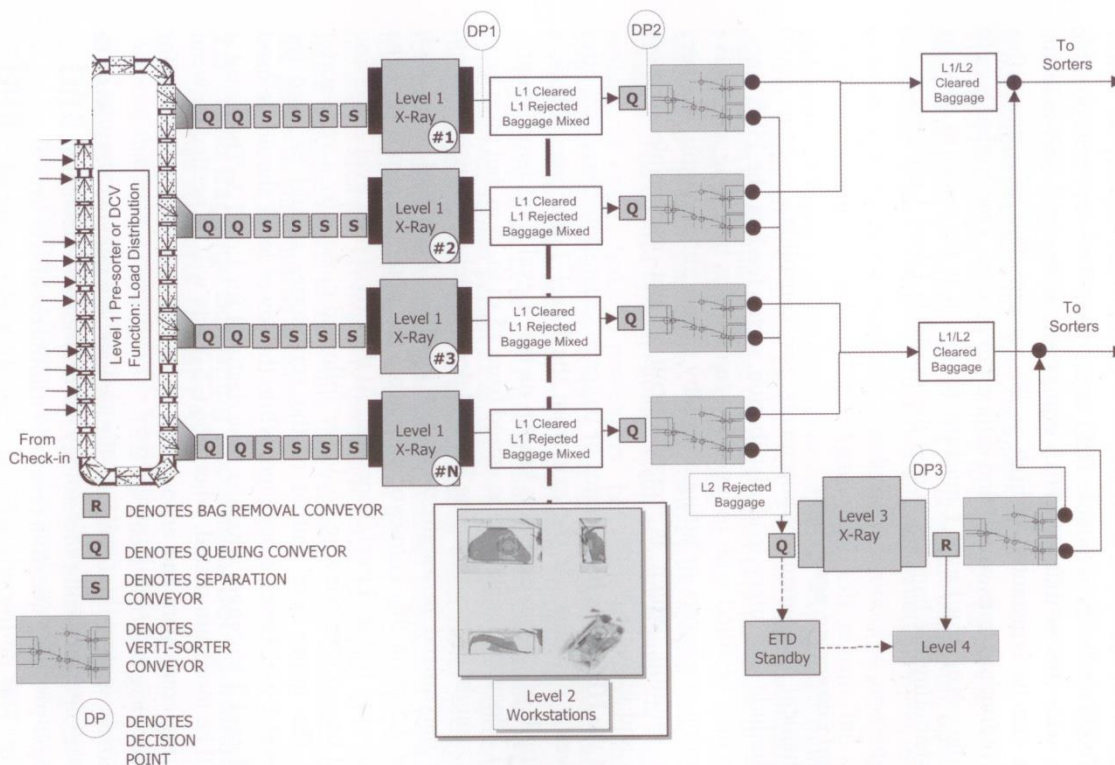 DP1
DP2
To
Sorters
L1/L2
Cleared
Baggage
Level 1 Pre-sorter or DCV
Function: Load Distribution
Q Q S S S S
Level 1
X-Ray
#1
L1 Cleared
L1 Rejected
Baggage Mixed
Q
Q Q S S S S
Level 1
X-Ray
#2
L1 Cleared
L1 Rejected
Baggage Mixed
Q
Q Q S S S S
Level 1
X-Ray
#3
L1 Cleared
L1 Rejected
Baggage Mixed
Q
To
Sorters
L1/L2
Cleared
Baggage
From
Check-in
Q Q S S S S
Level 1
X-Ray
#N
L1 Cleared
L1 Rejected
Baggage Mixed
Q
L2 Rejected
Baggage
DP3
Q
Level 3
X-Ray
R
ETD
Standby
Level 4
Level 2
Workstations
R DENOTES BAG REMOVAL CONVEYOR
Q DENOTES QUEUING CONVEYOR
S DENOTES SEPARATION
CONVEYOR
DENOTES
VERTI-SORTER
CONVEYOR
DP DENOTES
DECISION
POINT